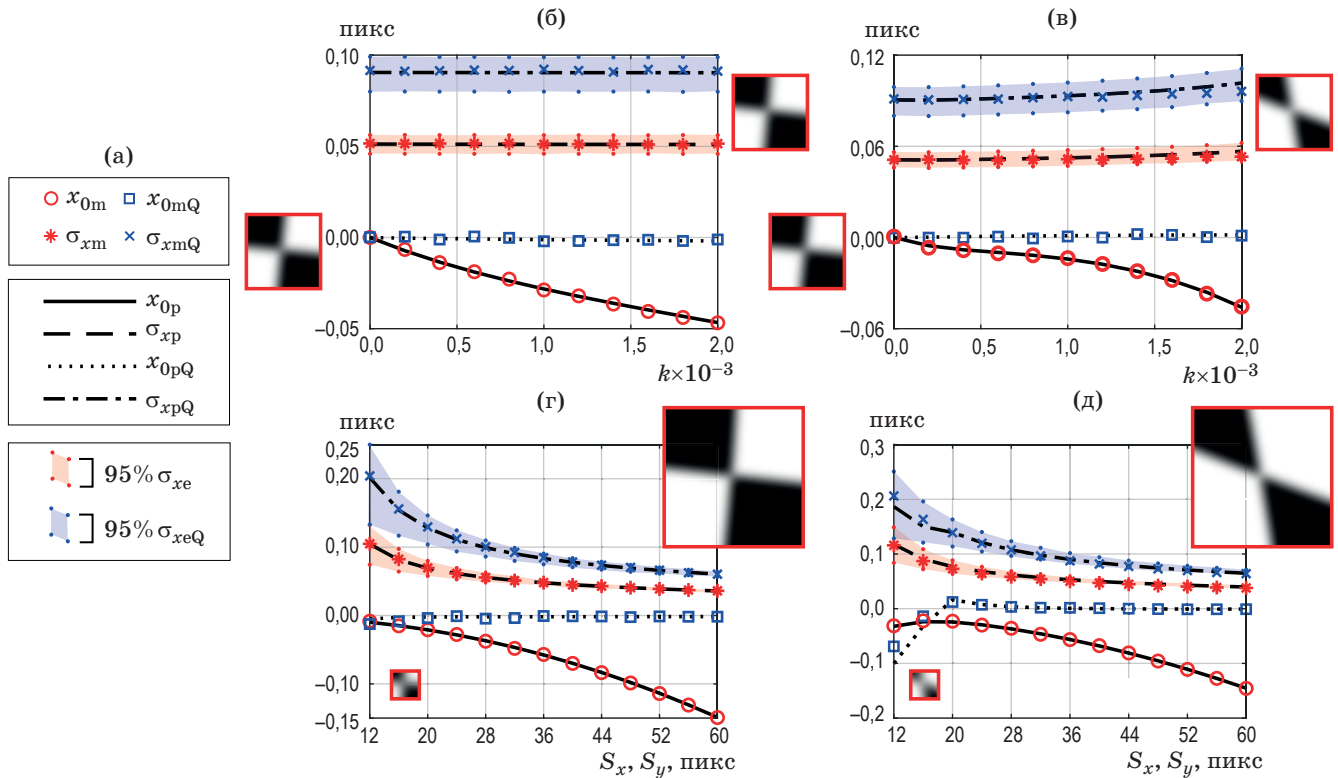 (а)
x₀ₘ x₀ₘQ
σₓₘ σₓₘQ
x₀ₚ
σₓₚ
x₀ₚQ
σₓₚQ
95% σₓₑ
95% σₓₑQ
(б)
пикс
0,10
0,05
0,00
–0,05
0,0 0,5 1,0 1,5 2,0
k×10⁻³
(в)
пикс
0,12
0,06
0,00
–0,06
0,0 0,5 1,0 1,5 2,0
k×10⁻³
(г)
пикс
0,25
0,20
0,10
0,00
–0,10
–0,15
12 20 28 36 44 52 60
Sₓ, Sy, пикс
(д)
пикс
0,3
0,2
0,1
0,0
–0,1
–0,2
12 20 28 36 44 52 60
Sₓ, Sy, пикс